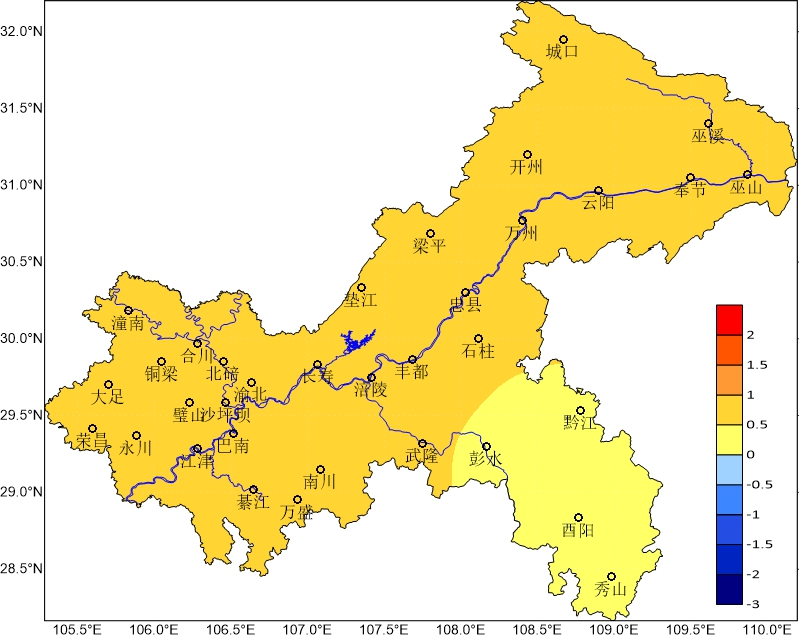 32.0°N
城口
31.5°N
巫溪
开州
31.0°N
云阳
奉节
巫山
万州
梁平
30.5°N
垫江
忠县
潼南
30.0°N
合川
石柱
2
铜梁
北碚
长寿
丰都
1.5
大足
渝北
涪陵
1
29.5°N
璧山
沙坪坝
黔江
0.5
荣昌
永川
巴南
江津
武隆
彭水
0
29.0°N
南川
-0.5
綦江
万盛
-1
酉阳
-1.5
28.5°N
秀山
-2
-3
105.5°E 106.0°E 106.5°E 107.0°E 107.5°E 108.0°E 108.5°E 109.0°E 109.5°E 110.0°E